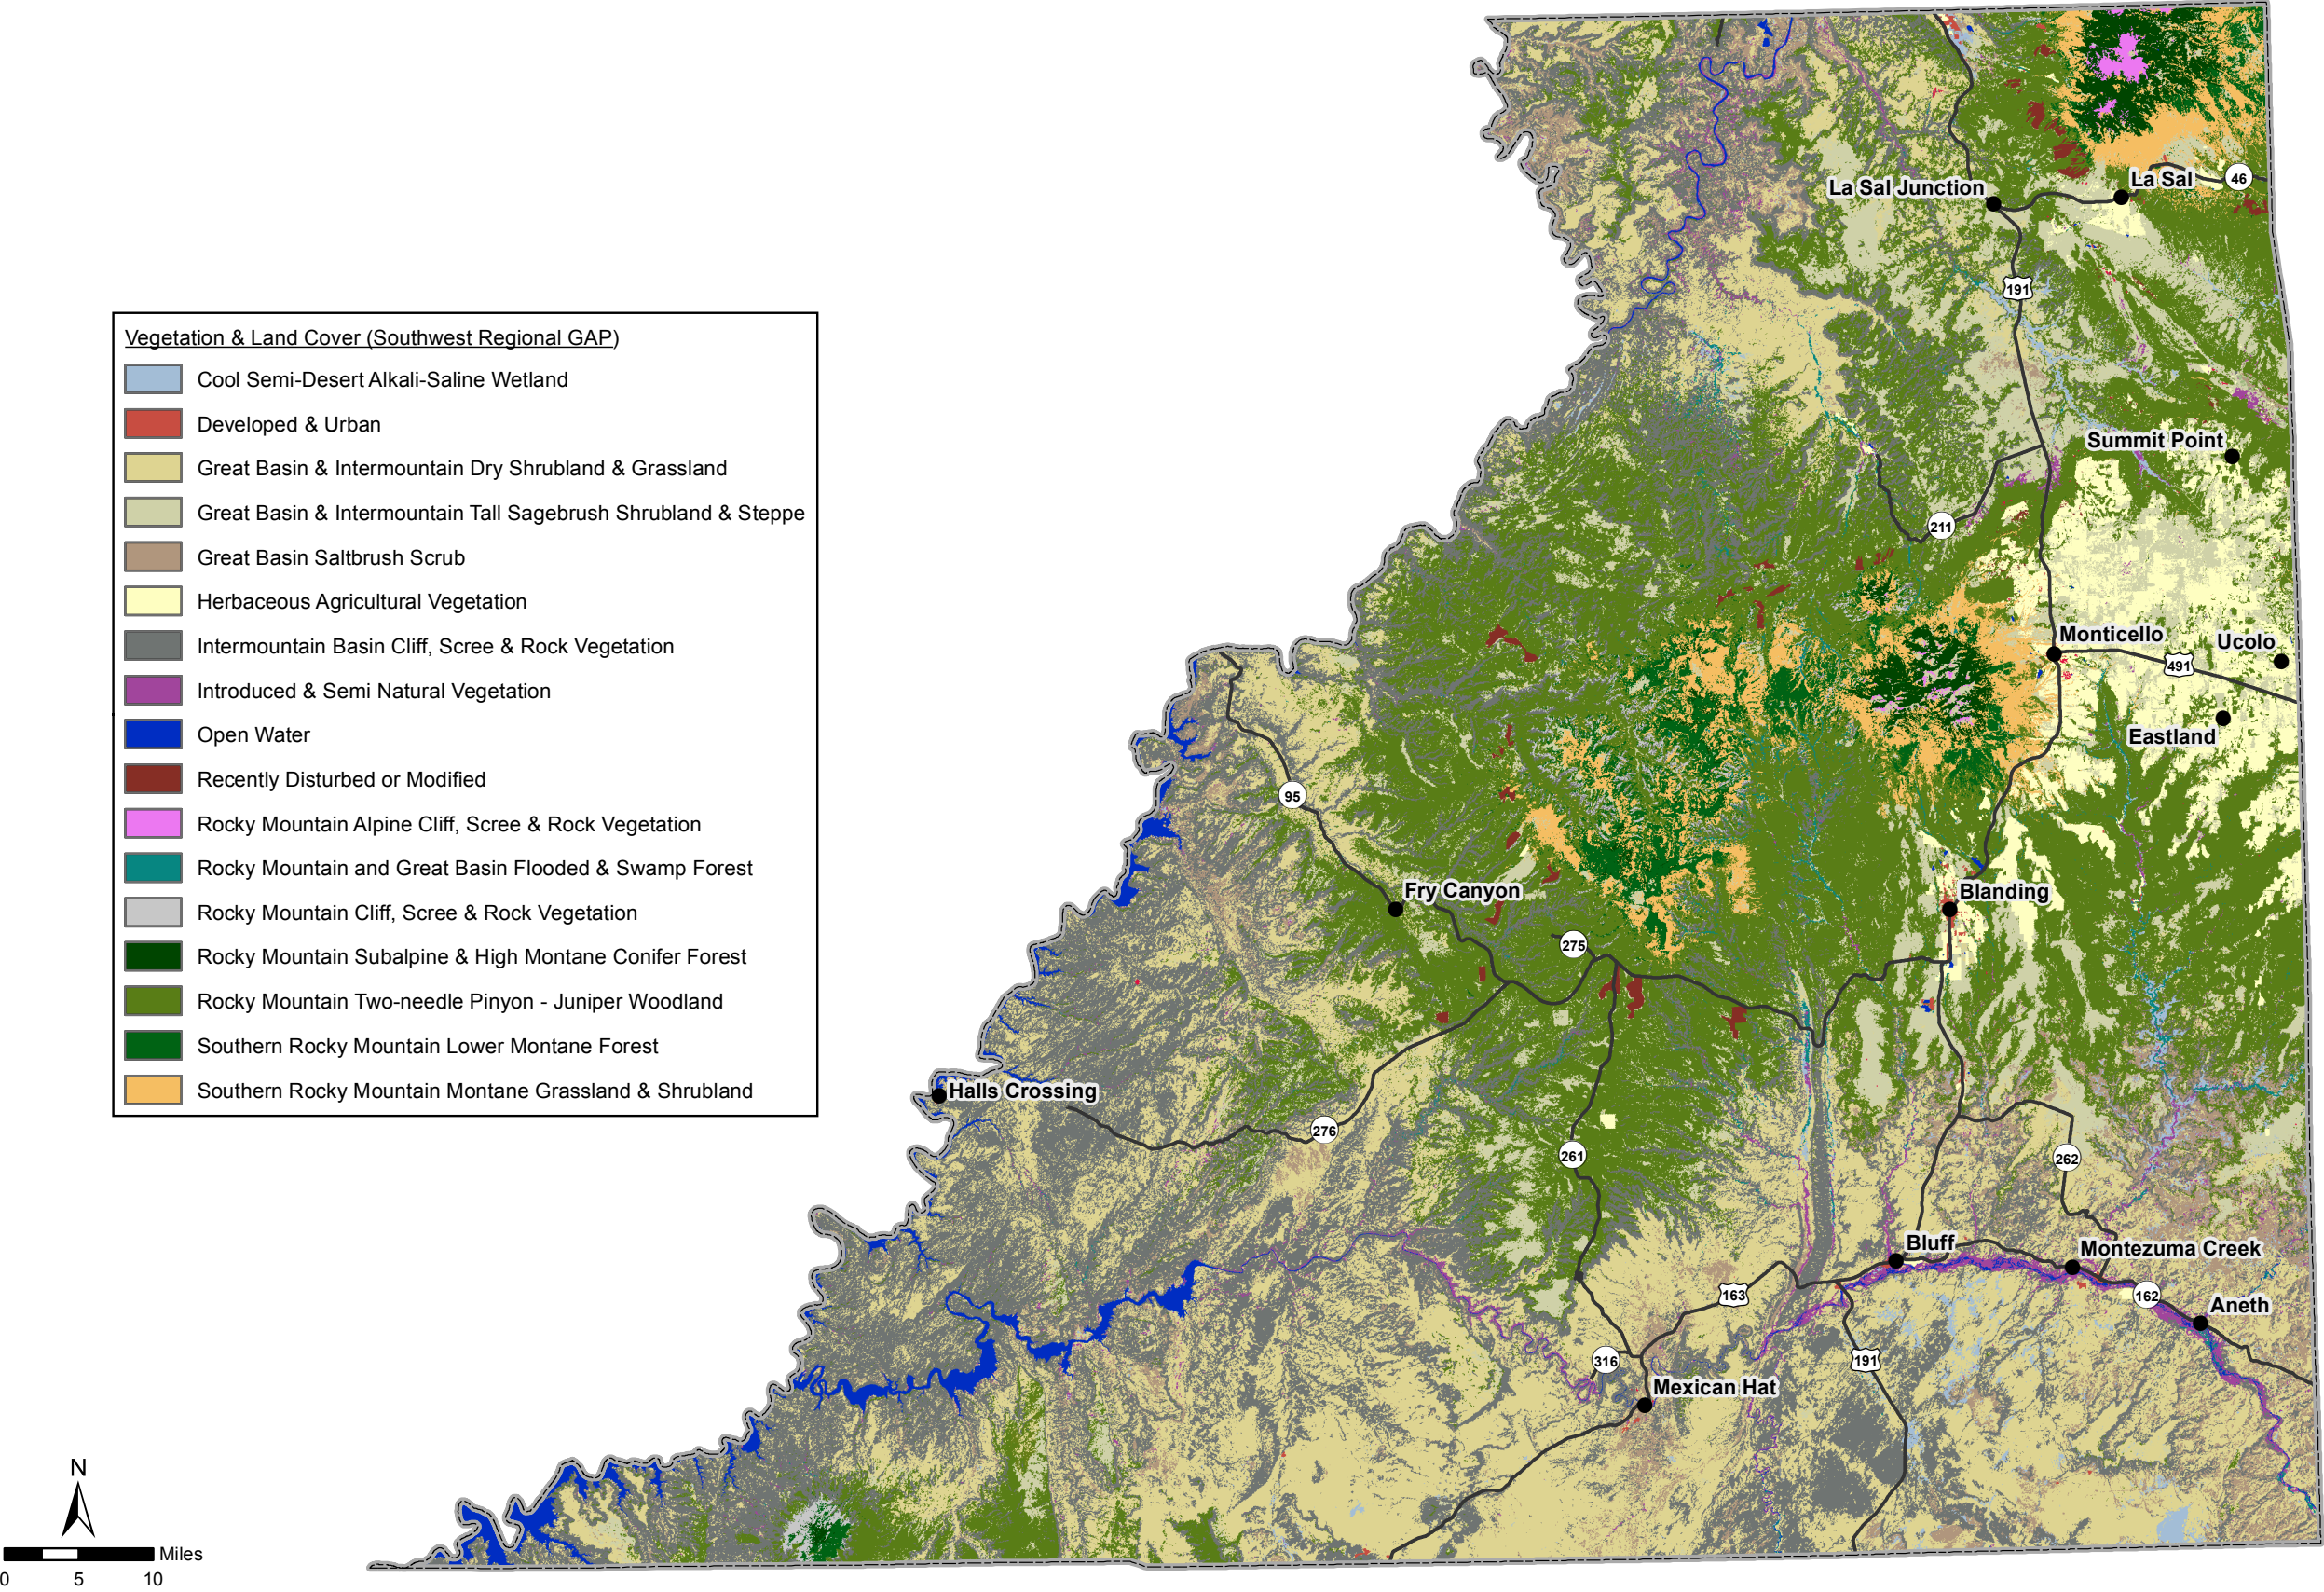 La Sal Junction
La Sal
46
191
Summit Point
211
Monticello
Ucolo
491
Eastland
95
Fry Canyon
Blanding
275
Halls Crossing
276
261
262
Bluff
Montezuma Creek
163
162
Aneth
316
191
Mexican Hat
Vegetation & Land Cover (Southwest Regional GAP)
Cool Semi-Desert Alkali-Saline Wetland
Developed & Urban
Great Basin & Intermountain Dry Shrubland & Grassland
Great Basin & Intermountain Tall Sagebrush Shrubland & Steppe
Great Basin Saltbrush Scrub
Herbaceous Agricultural Vegetation
Intermountain Basin Cliff, Scree & Rock Vegetation
Introduced & Semi Natural Vegetation
Open Water
Recently Disturbed or Modified
Rocky Mountain Alpine Cliff, Scree & Rock Vegetation
Rocky Mountain and Great Basin Flooded & Swamp Forest
Rocky Mountain Cliff, Scree & Rock Vegetation
Rocky Mountain Subalpine & High Montane Conifer Forest
Rocky Mountain Two-needle Pinyon - Juniper Woodland
Southern Rocky Mountain Lower Montane Forest
Southern Rocky Mountain Montane Grassland & Shrubland
N
Miles
0 5 10